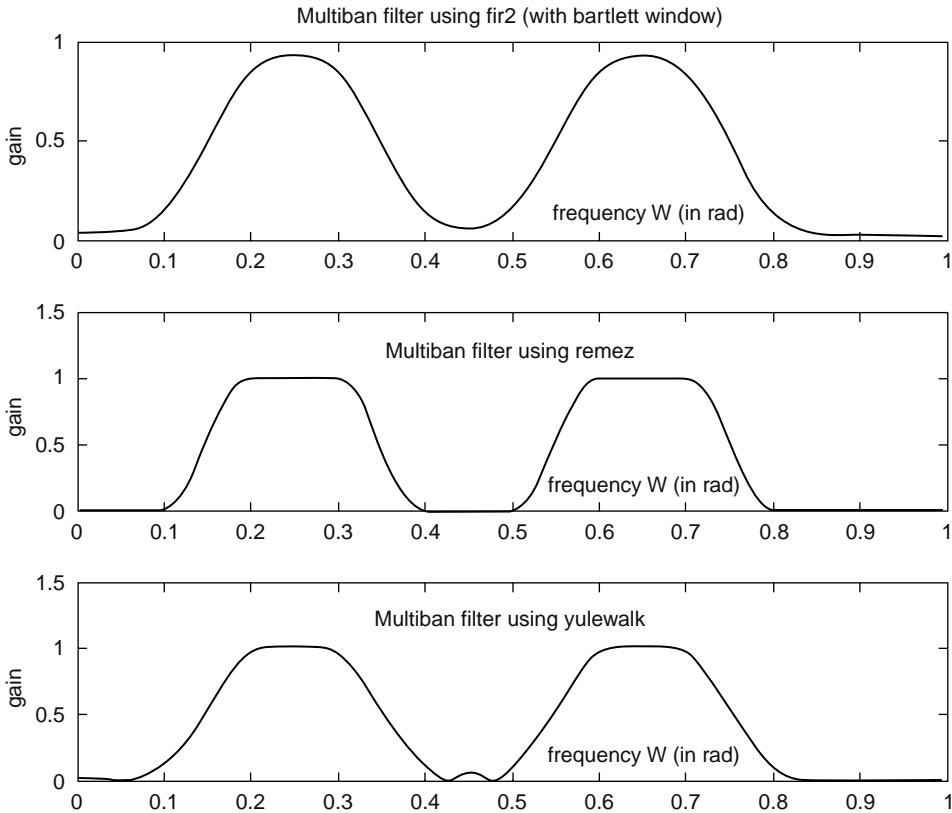 Multiban filter using fir2 (with bartlett window)
1
0.5
0
gain
frequency W (in rad)
0 0.1 0.2 0.3 0.4 0.5 0.6 0.7 0.8 0.9 1
1.5
1
0.5
0
gain
Multiban filter using remez
frequency W (in rad)
0 0.1 0.2 0.3 0.4 0.5 0.6 0.7 0.8 0.9 1
1.5
1
0.5
0
gain
Multiban filter using yulewalk
frequency W (in rad)
0 0.1 0.2 0.3 0.4 0.5 0.6 0.7 0.8 0.9 1